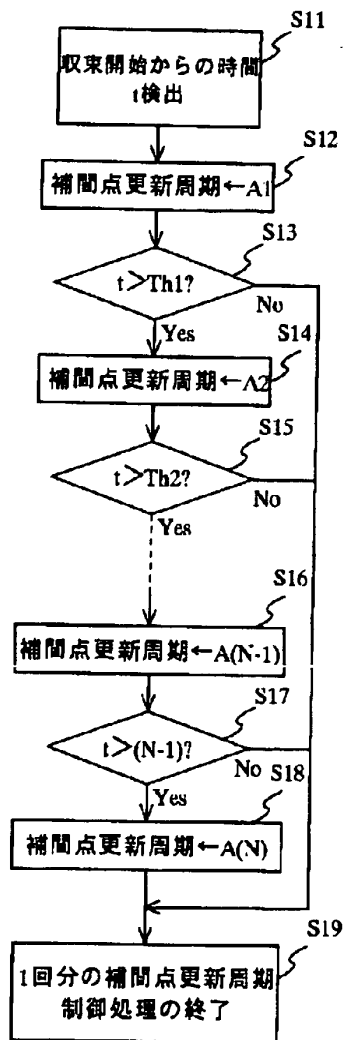 S11
収束開始からの時間
t検出
S12
補間点更新周期←A1
S13
t>Th1?
No
Yes
S14
補間点更新周期←A2
S15
t>Th2?
No
Yes
S16
補間点更新周期←A(N-1)
S17
t>(N-1)?
No
Yes
S18
補間点更新周期←A(N)
S19
1回分の補間点更新周期
制御処理の終了